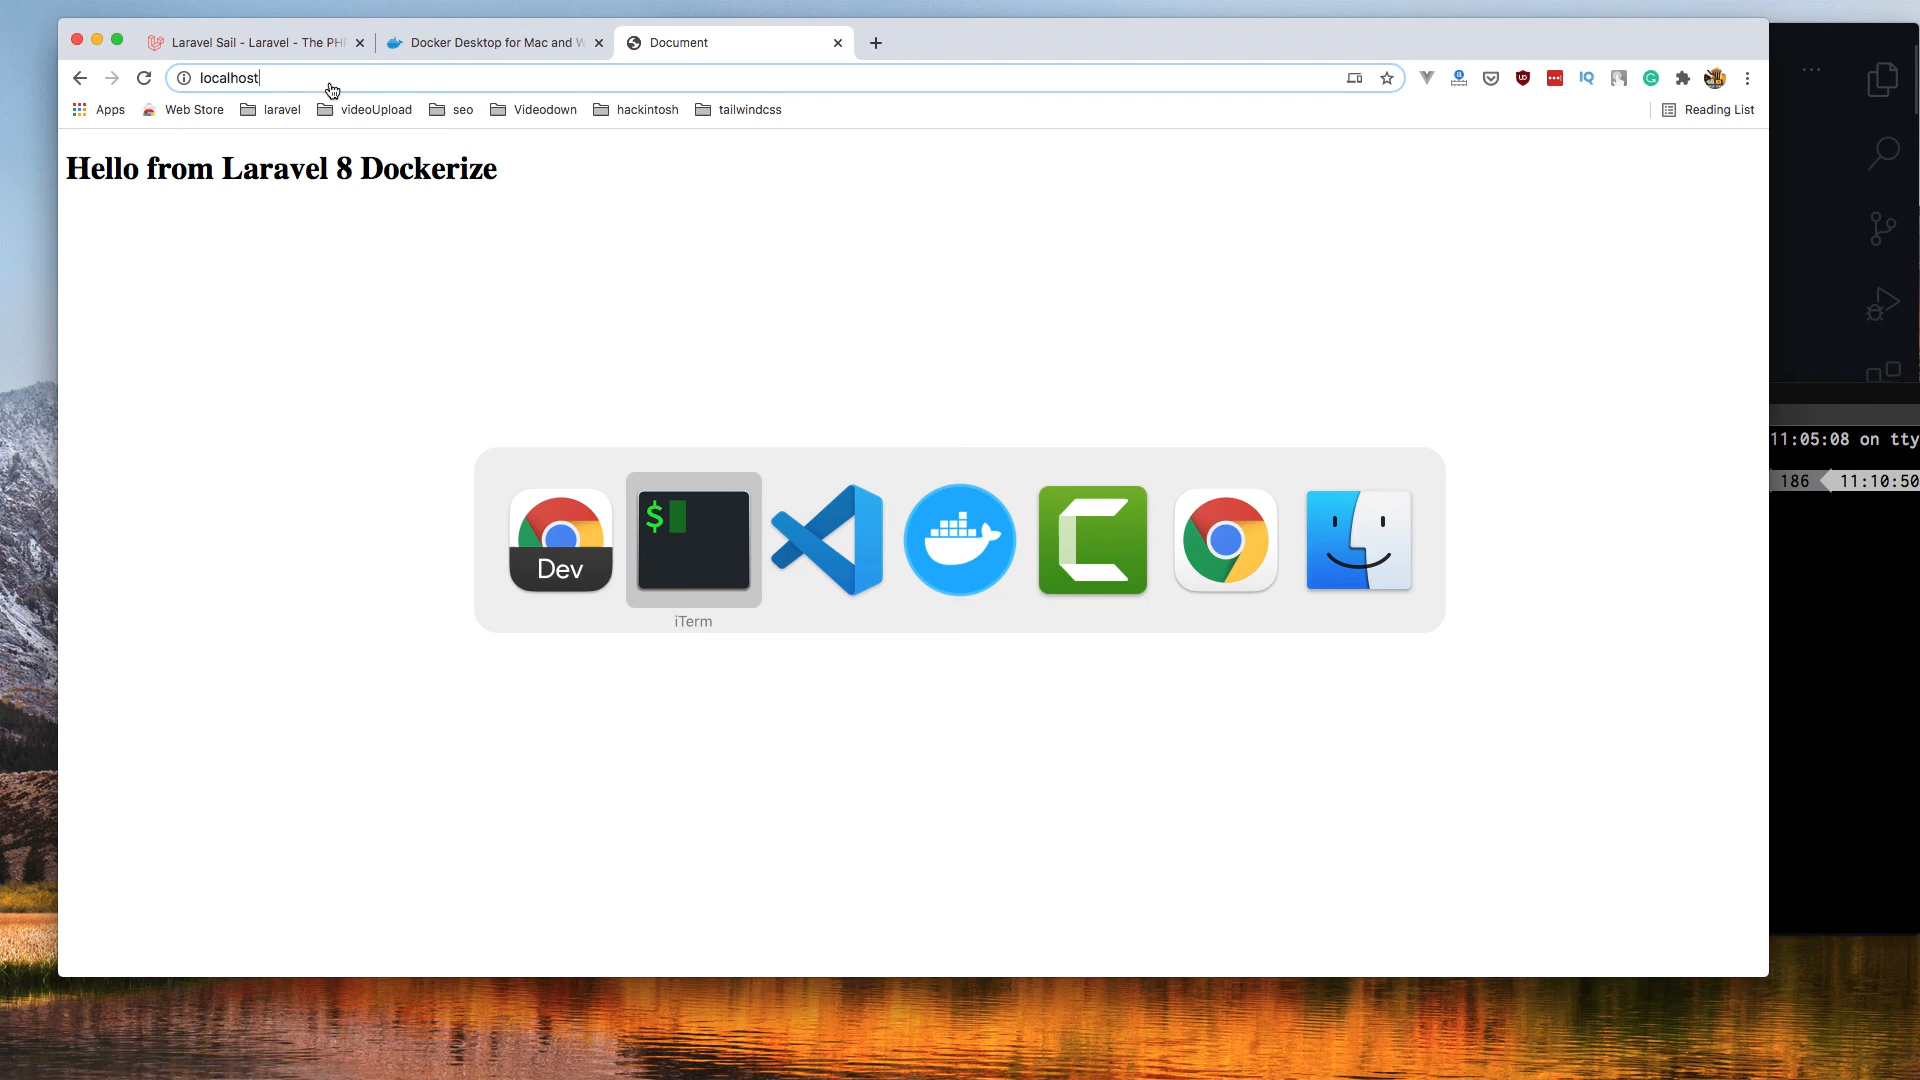 Laravel Sail - Laravel - The PH
Docker Desktop for Mac and W
Document
localhost
Apps
Web Store
laravel
videoUpload
seo
Videodown
hackintosh
tailwindcss
Reading List
Hello from Laravel 8 Dockerize
11:05:08 on tty
186
11:10:50
Dev
$
iTerm
IQ